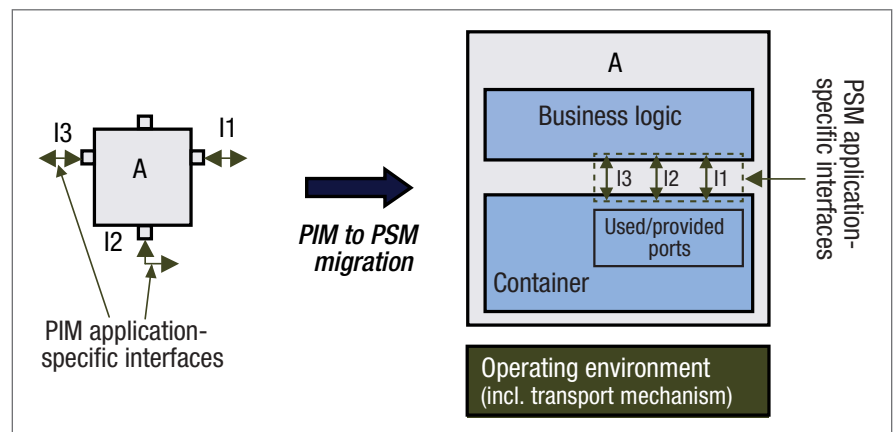 I3
I1
A
I2
PIM application-
specific interfaces
PIM to PSM
migration
A
Business logic
I3 I2 I1
Used/provided
ports
Container
Operating environment
(incl. transport mechanism)
PSM application-
specific interfaces